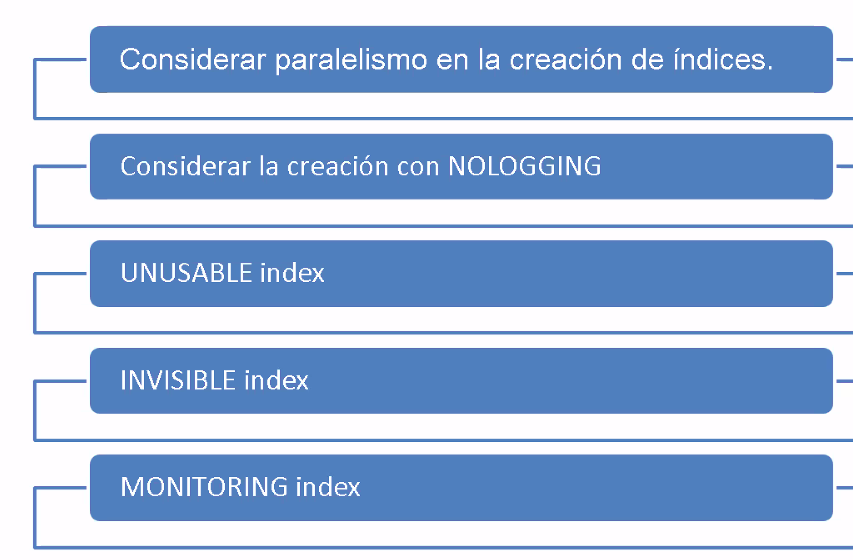 Considerar paralelismo en la creación de índices.
Considerar la creación con NOLOGGING
UNUSABLE index
INVISIBLE index
MONITORING index